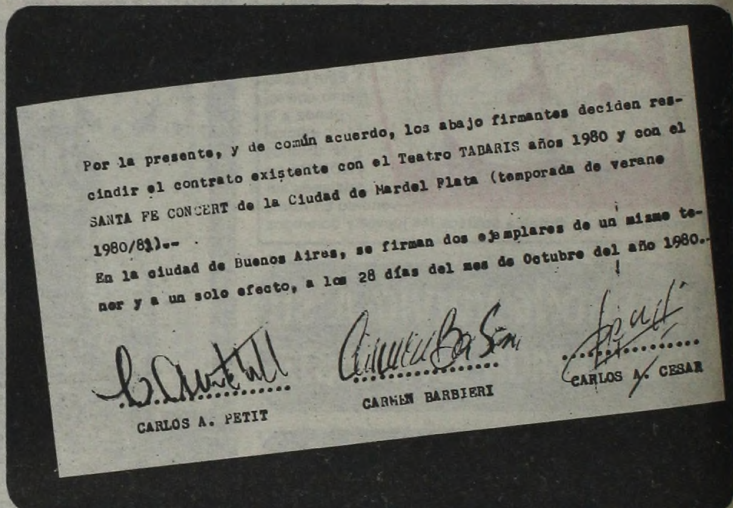 Por la presente, y de común acuerdo, los abajo firmantes deciden res-
cindir el contrato existente con el Teatro TABARIS años 1980 y con el
SANTA FE CONCERT de la Ciudad de Mardel Plata (temporada de verano
1980/81).--
En la ciudad de Buenos Aires, se firman dos ejemplares de un mismo te-
nor y a un solo efecto, a los 28 días del mes de Octubre del año 1980.-
CARLOS A. PETIT
CARMEN BARBIERI
CARLOS A. CESAR